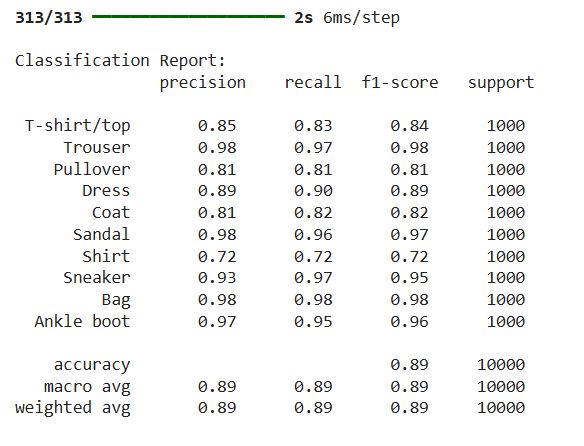 313/313 ━━━━━━━━━━━━━━━━━━━━ 2s 6ms/step
Classification Report:
precision recall f1-score support
T-shirt/top 0.85 0.83 0.84 1000
Trouser 0.98 0.97 0.98 1000
Pullover 0.81 0.81 0.81 1000
Dress 0.89 0.90 0.89 1000
Coat 0.81 0.82 0.82 1000
Sandal 0.98 0.96 0.97 1000
Shirt 0.72 0.72 0.72 1000
Sneaker 0.93 0.97 0.95 1000
Bag 0.98 0.98 0.98 1000
Ankle boot 0.97 0.95 0.96 1000
accuracy 0.89 10000
macro avg 0.89 0.89 0.89 10000
weighted avg 0.89 0.89 0.89 10000